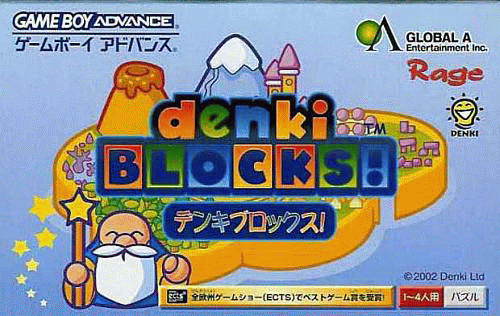 GAME BOY ADVANCE
ゲームボーイ アドバンス®
GLOBAL A
Entertainment Inc.
Rage
DENKI
denki
BLOCKS!™
デンキブロックス!
©2002 Denki Ltd
ECTS
全欧州ゲームショー(ECTS)でベストゲーム賞を受賞!
1〜4人用
パズル